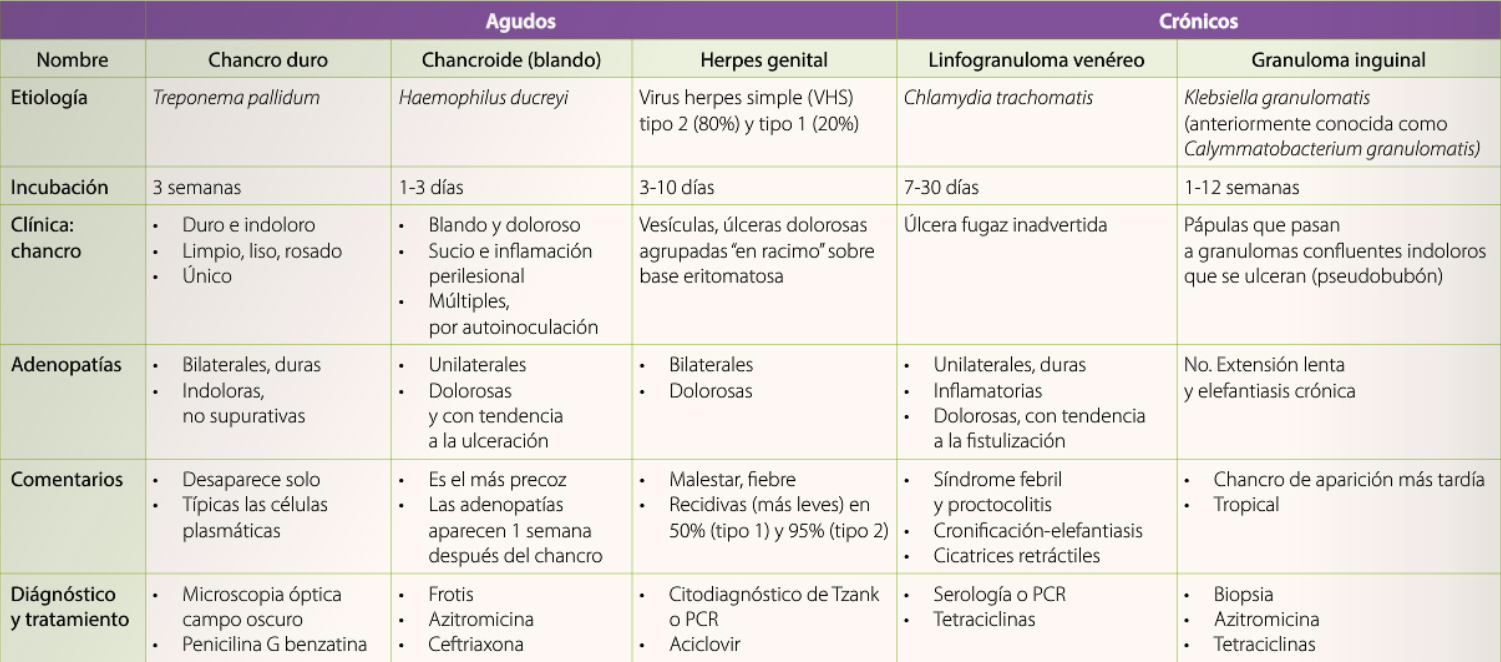 Agudos
Crónicos
Nombre
Chancro duro
Chancroide (blando)
Herpes genital
Linfogranuloma venéreo
Granuloma inguinal
Etiología
Treponema pallidum
Haemophilus ducreyi
Virus herpes simple (VHS)
tipo 2 (80%) y tipo 1 (20%)
Chlamydia trachomatis
Klebsiella granulomatis
(anteriormente conocida como
Calymmatobacterium granulomatis)
Incubación
3 semanas
1-3 días
3-10 días
7-30 días
1-12 semanas
Clínica:
chancro
• Duro e indoloro
• Limpio, liso, rosado
• Único
• Blando y doloroso
• Sucio e inflamación
perilesional
• Múltiples,
por autoinoculación
Vesículas, úlceras dolorosas
agrupadas “en racimo” sobre
base eritomatosa
Úlcera fugaz inadvertida
Pápulas que pasan
a granulomas confluentes indoloros
que se ulceran (pseudobubón)
Adenopatías
• Bilaterales, duras
• Indoloras,
no supurativas
• Unilaterales
• Dolorosas
y con tendencia
a la ulceración
• Bilaterales
• Dolorosas
• Unilaterales, duras
• Inflamatorias
• Dolorosas, con tendencia
a la fistulización
No. Extensión lenta
y elefantiasis crónica
Comentarios
• Desaparece solo
• Típicas las células
plasmáticas
• Es el más precoz
• Las adenopatías
aparecen 1 semana
después del chancro
• Malestar, fiebre
• Recidivas (más leves) en
50% (tipo 1) y 95% (tipo 2)
• Síndrome febril
y proctocolitis
• Cronificación-elefantiasis
• Cicatrices retráctiles
• Chancro de aparición más tardía
• Tropical
Diágnóstico
y tratamiento
• Microscopia óptica
campo oscuro
• Penicilina G benzatina
• Frotis
• Azitromicina
• Ceftriaxona
• Citodiagnóstico de Tzank
o PCR
• Aciclovir
• Serología o PCR
• Tetraciclinas
• Biopsia
• Azitromicina
• Tetraciclinas